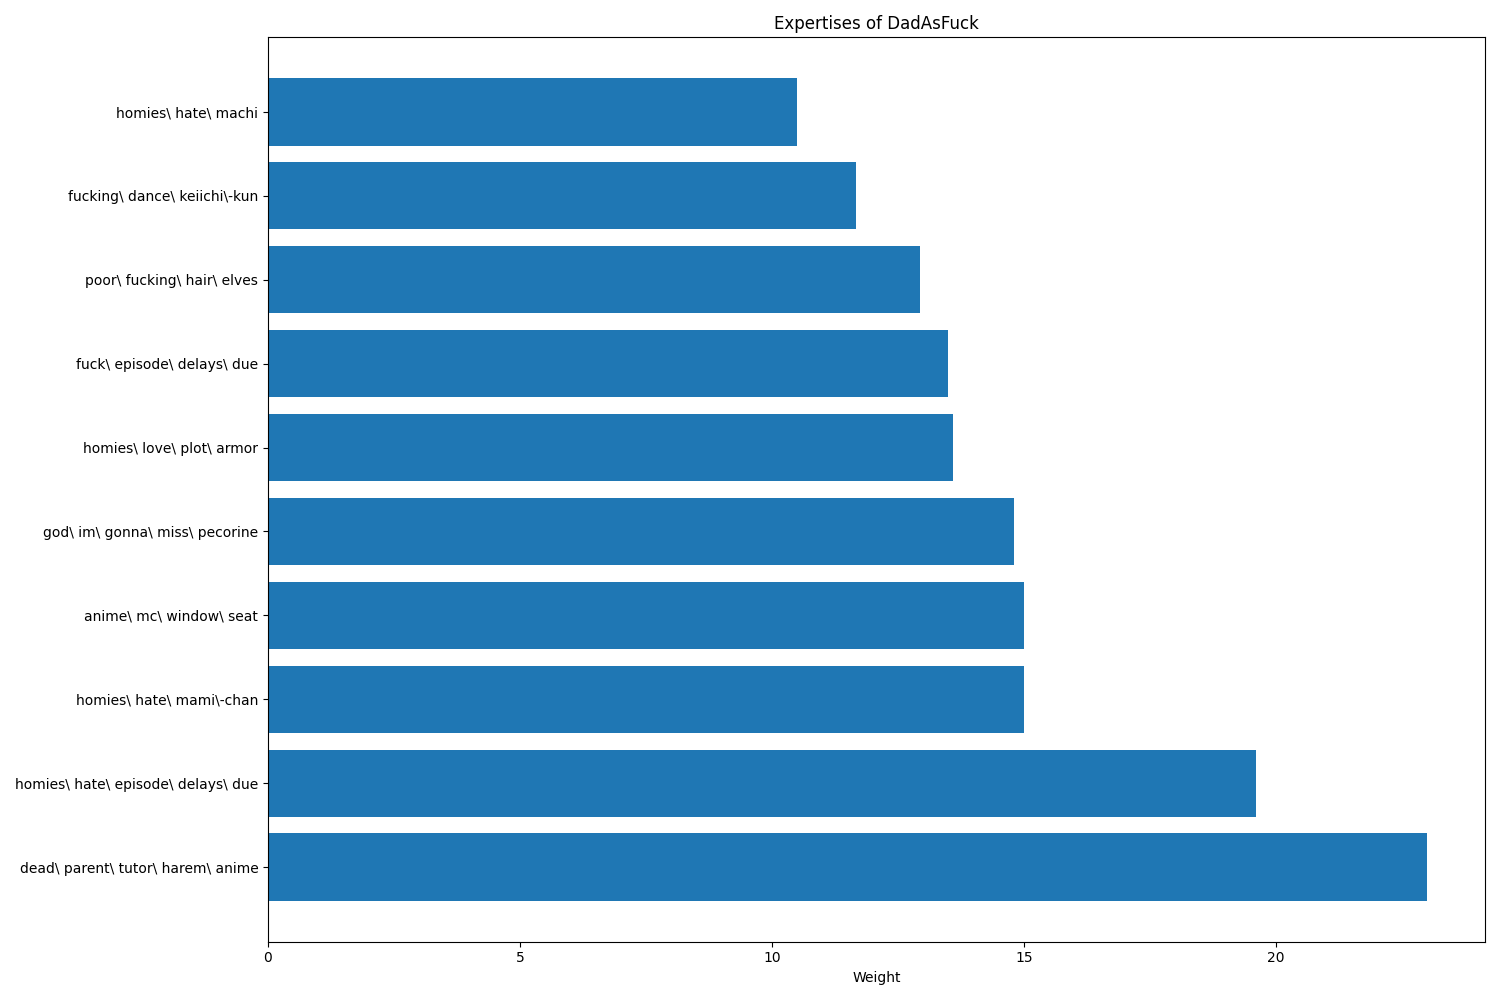 Expertises of DadAsFuck
homies\ hate\ machi
fucking\ dance\ keiichi\-kun
poor\ fucking\ hair\ elves
fuck\ episode\ delays\ due
homies\ love\ plot\ armor
god\ im\ gonna\ miss\ pecorine
anime\ mc\ window\ seat
homies\ hate\ mami\-chan
homies\ hate\ episode\ delays\ due
dead\ parent\ tutor\ harem\ anime
0 5 10 15 20
Weight